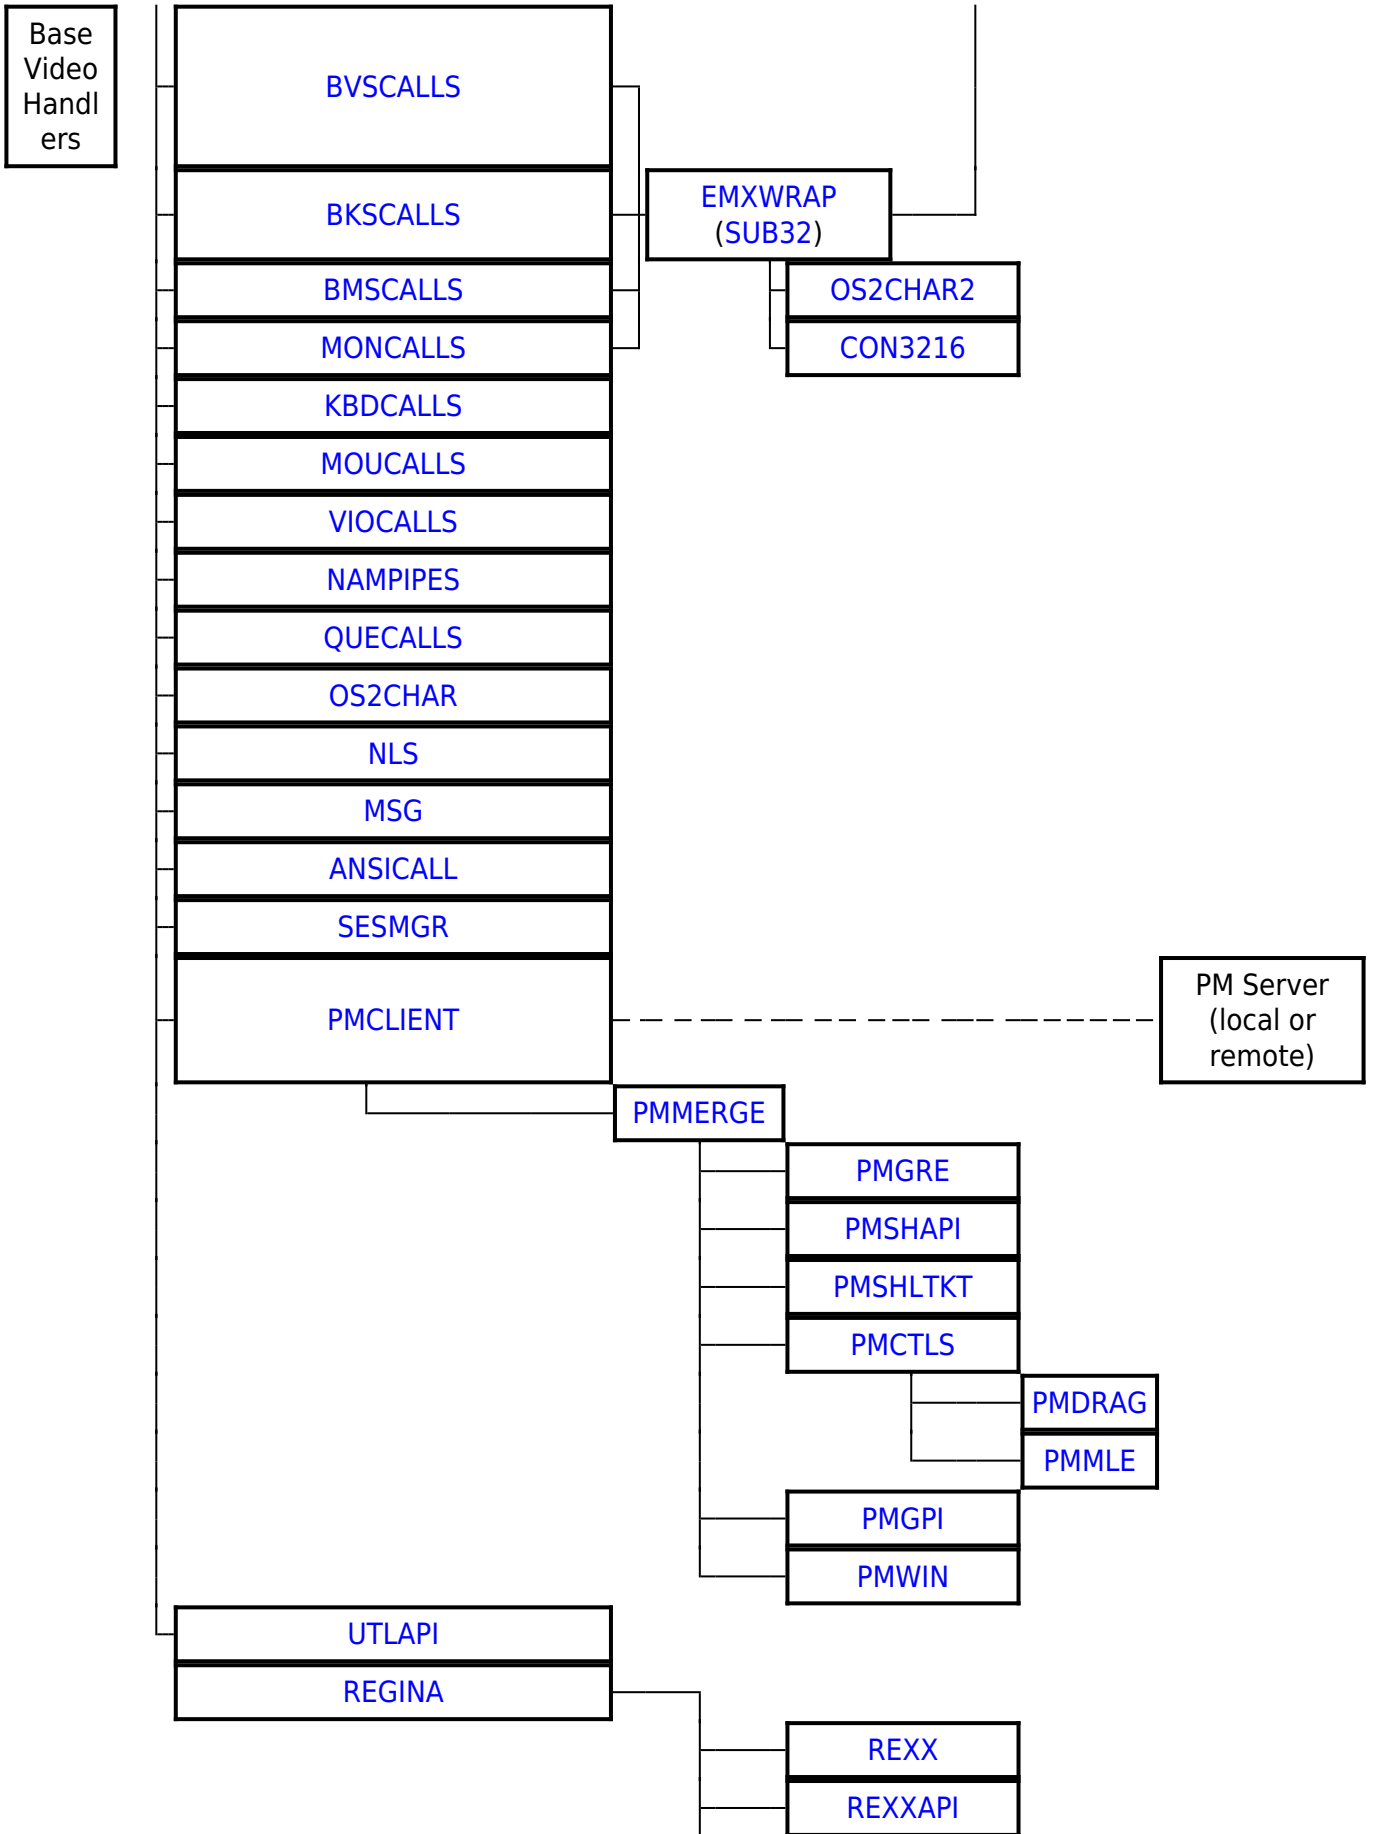 Base
Video
Handl
ers
BVSCALLS
BKSCALLS
EMXWRAP
(SUB32)
BMSCALLS
OS2CHAR2
MONCALLS
CON3216
KBDCALLS
MOUCALLS
VIOCALLS
NAMPIPES
QUECALLS
OS2CHAR
NLS
MSG
ANSICALL
SESMGR
PMCLIENT
PM Server
(local or
remote)
PMMERGE
PMGRE
PMSHAPI
PMSHLTKT
PMCTLS
PMDRAG
PMMLE
PMGPI
PMWIN
UTLAPI
REGINA
REXX
REXXAPI